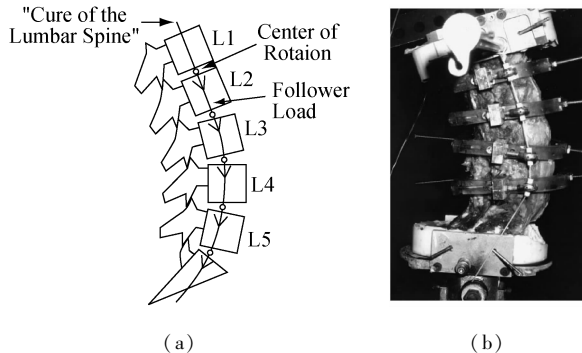 "Cure of the
Lumbar Spine"
L1
Center of
Rotaion
L2
Follower
Load
L3
L4
L5
(a)
(b)